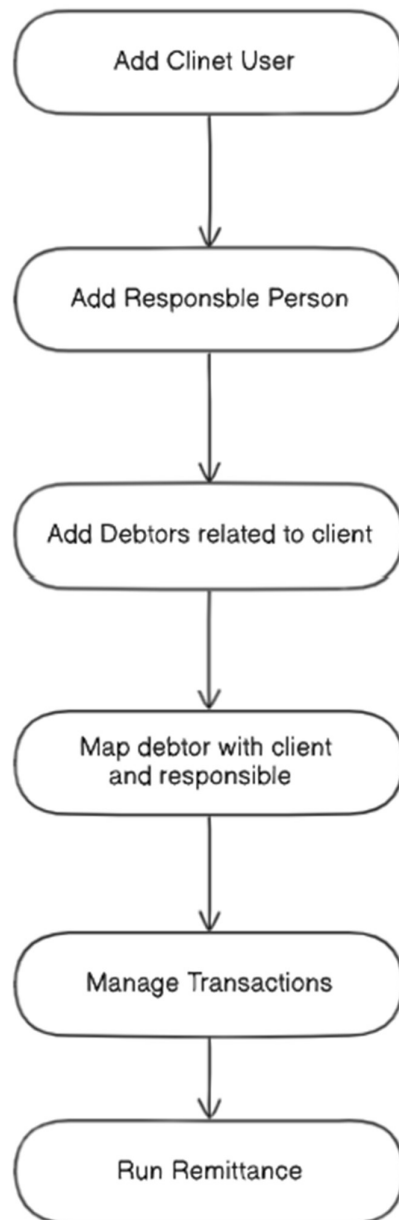 Add Clinet User
Add Responsble Person
Add Debtors related to client
Map debtor with client
and responsible
Manage Transactions
Run Remittance